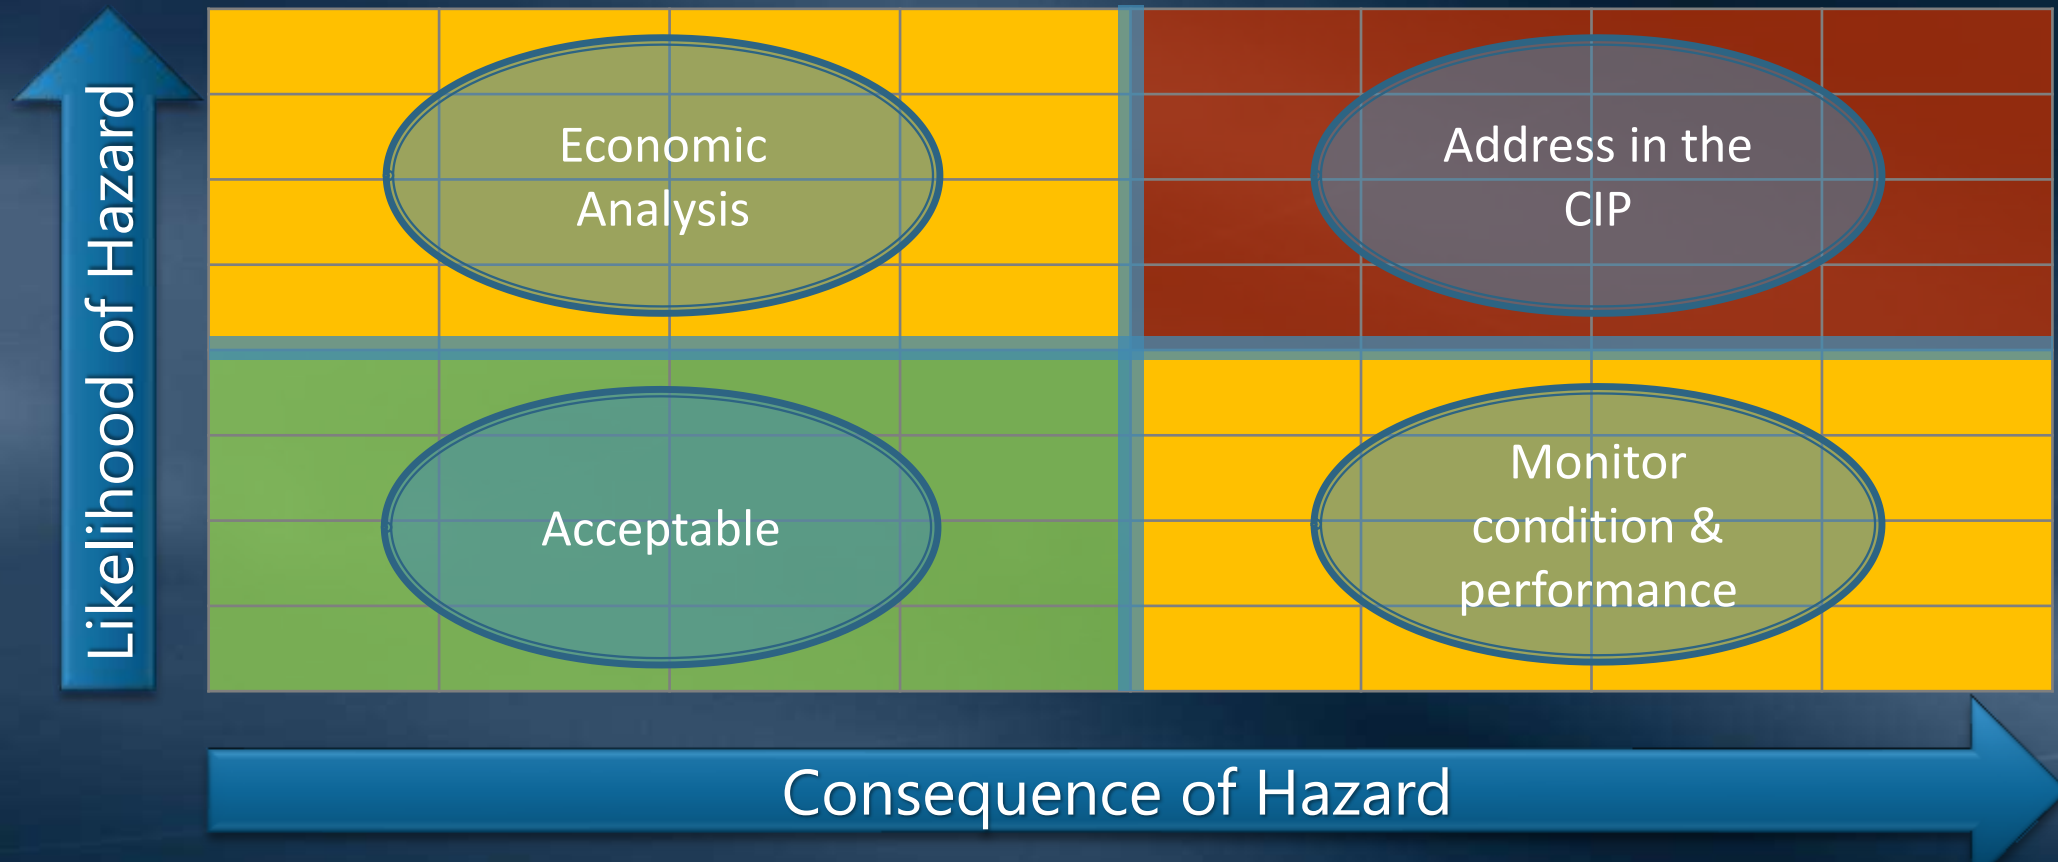 Likelihood of Hazard
Economic
Analysis
Address in the
CIP
Acceptable
Monitor
condition &
performance
Consequence of Hazard